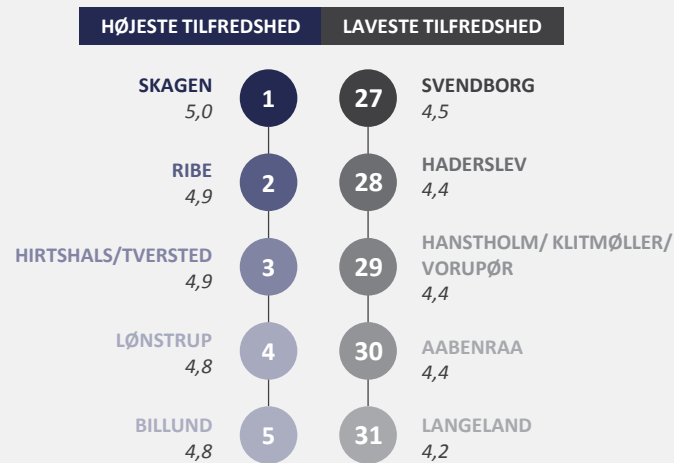 HØJESTE TILFREDSHED
SKAGEN
5,0
1
RIBE
4,9
2
HIRTSHALS/TVERSTED
4,9
3
LØNSTRUP
4,8
4
BILLUND
4,8
5
LAVESTE TILFREDSHED
27
SVENDBORG
4,5
28
HADERSLEV
4,4
29
HANSTHOLM/ KLITMØLLER/
VORUPØR
4,4
30
AABENRAA
4,4
31
LANGELAND
4,2